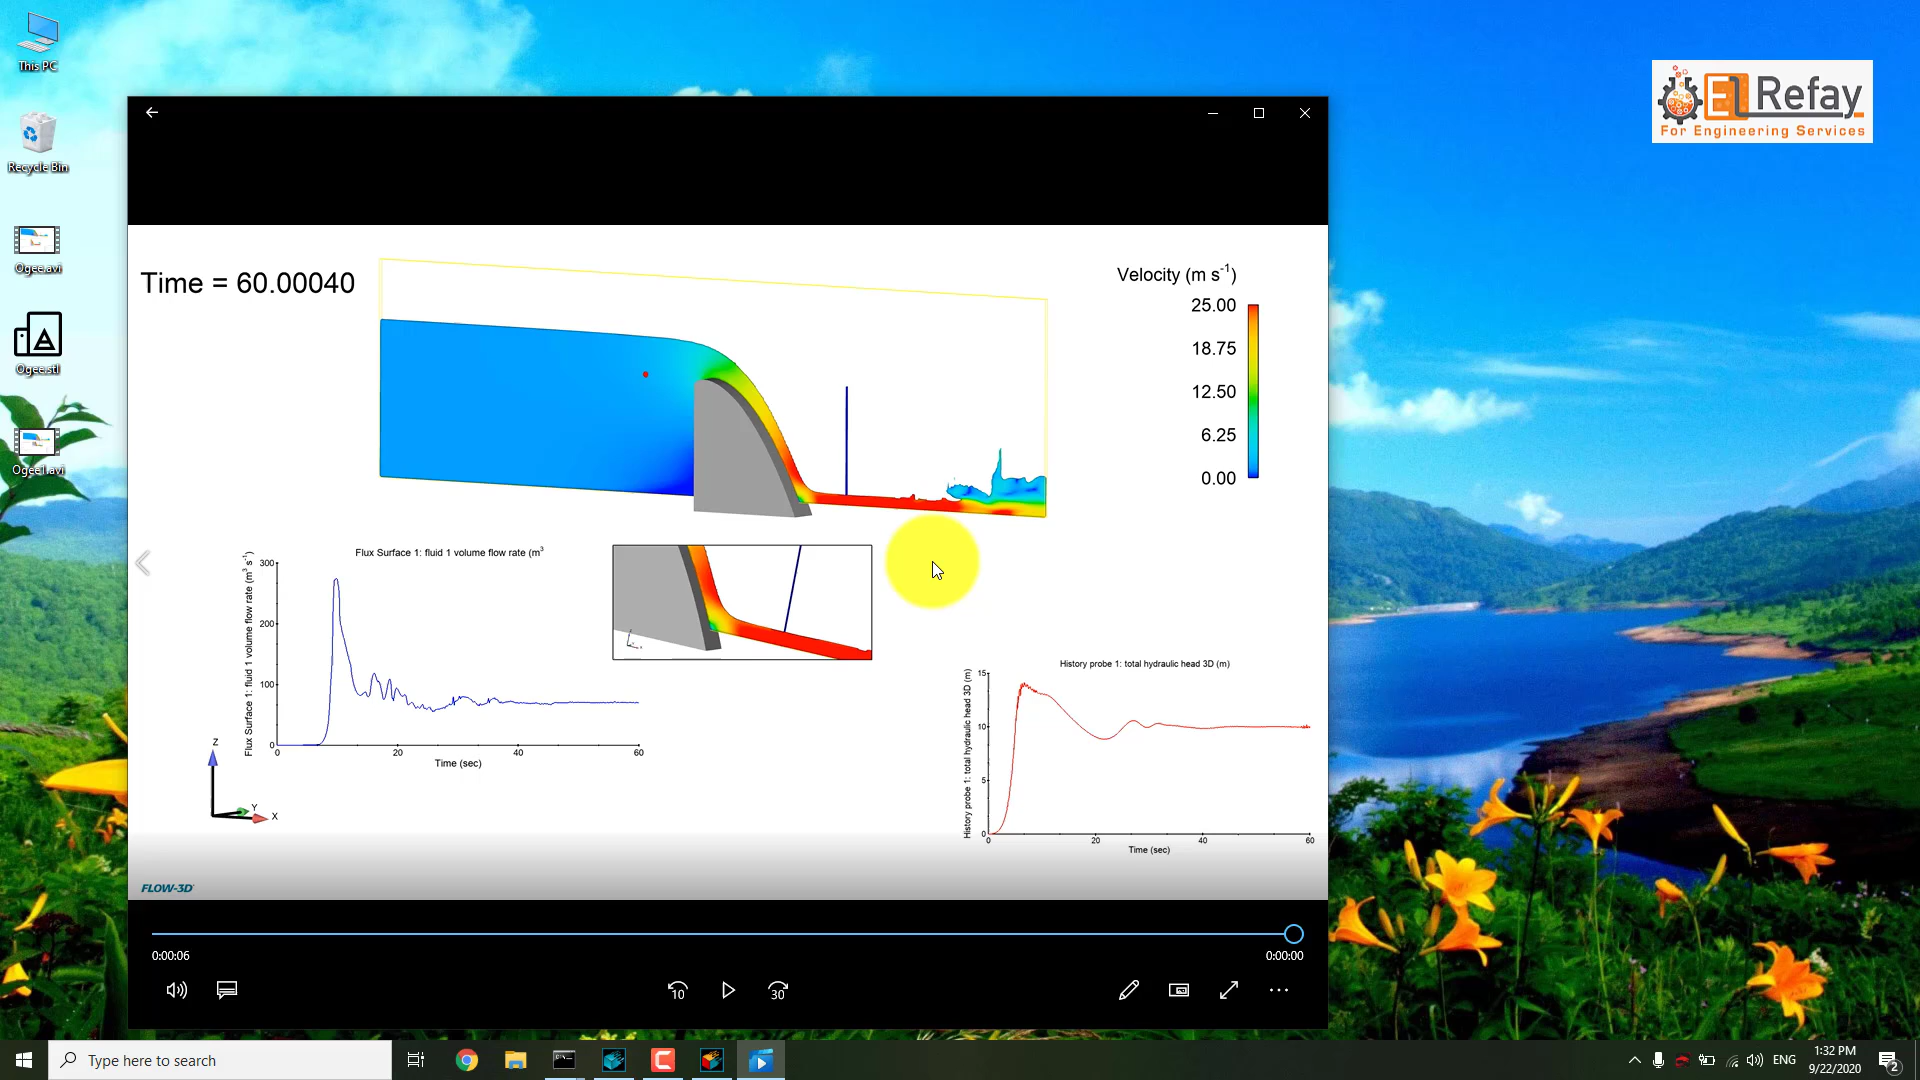 This PC
Recycle Bin
Ogee.avi
Ogee.stl
Ogee1.avi
El Refay
For Engineering Services
Time = 60.00040
Velocity (m s-1)
25.00
18.75
12.50
6.25
0.00
Flux Surface 1: fluid 1 volume flow rate (m3
Flux Surface 1: fluid 1 volume flow rate (m3 s-1)
300
200
100
0
0 20 40 60
Time (sec)
History probe 1: total hydraulic head 3D (m)
History probe 1: total hydraulic head 3D (m)
15
10
5
0
0 20 40 60
Time (sec)
Z
Y
X
FLOW-3D
0:00:06
0:00:00
10
30
Type here to search
ENG
1:32 PM
9/22/2020
2